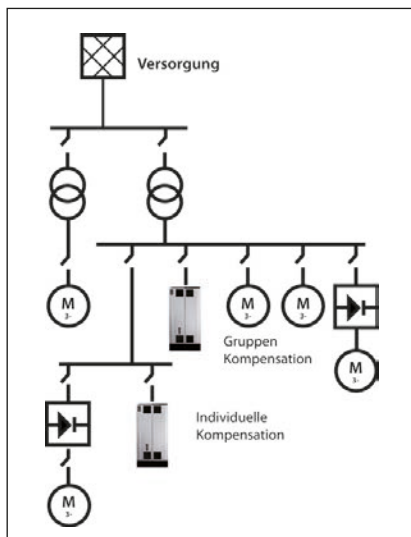 Versorgung
M
3~
M
3~
M
3~
Gruppen
Kompensation
M
3~
Individuelle
Kompensation
M
3~